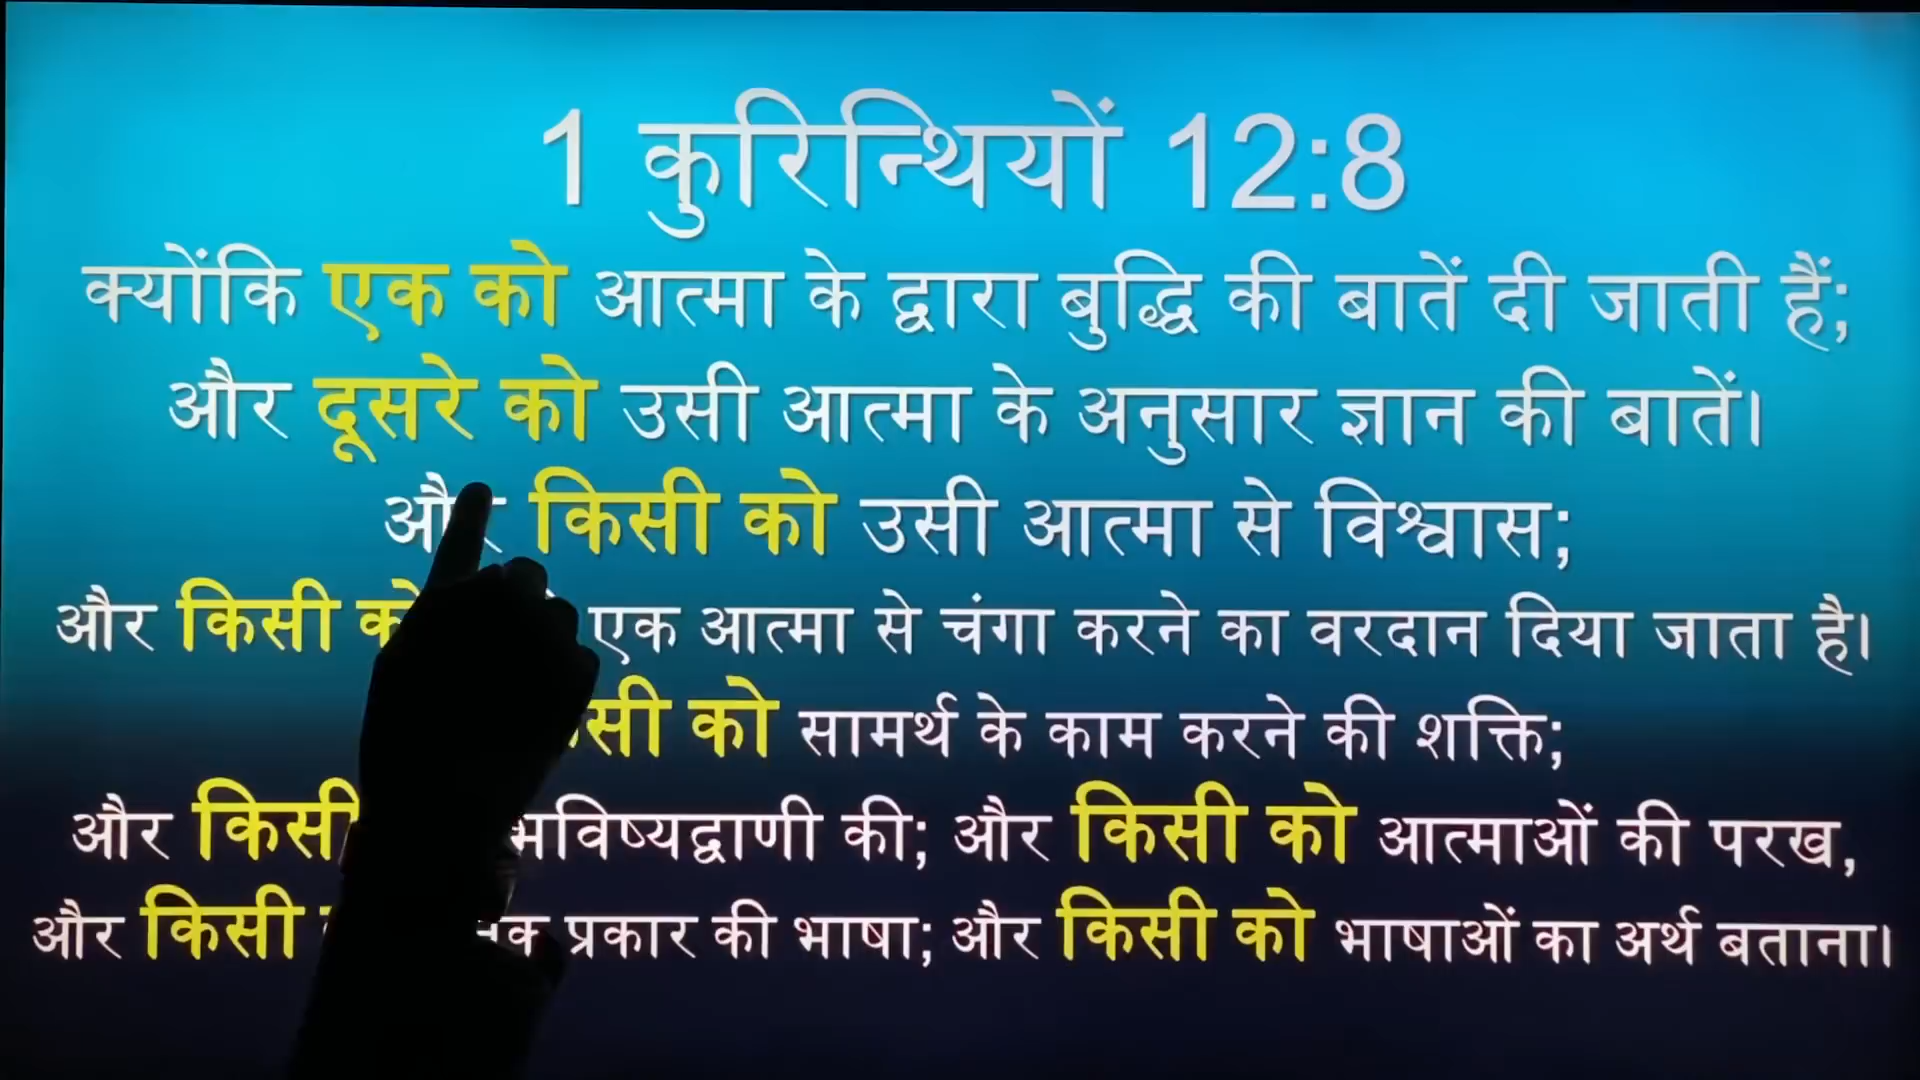 1 कुरिन्थियों 12:8
क्योंकि एक को आत्मा के द्वारा बुद्धि की बातें दी जाती हैं;
और दूसरे को उसी आत्मा के अनुसार ज्ञान की बातें।
और किसी को उसी आत्मा से विश्वास;
और किसी को एक आत्मा से चंगा करने का वरदान दिया जाता है।
को सामर्थ के काम करने की शक्ति;
और किसी भविष्यद्वाणी की; और किसी को आत्माओं की परख,
और किसी प्रकार की भाषा; और किसी को भाषाओं का अर्थ बताना।